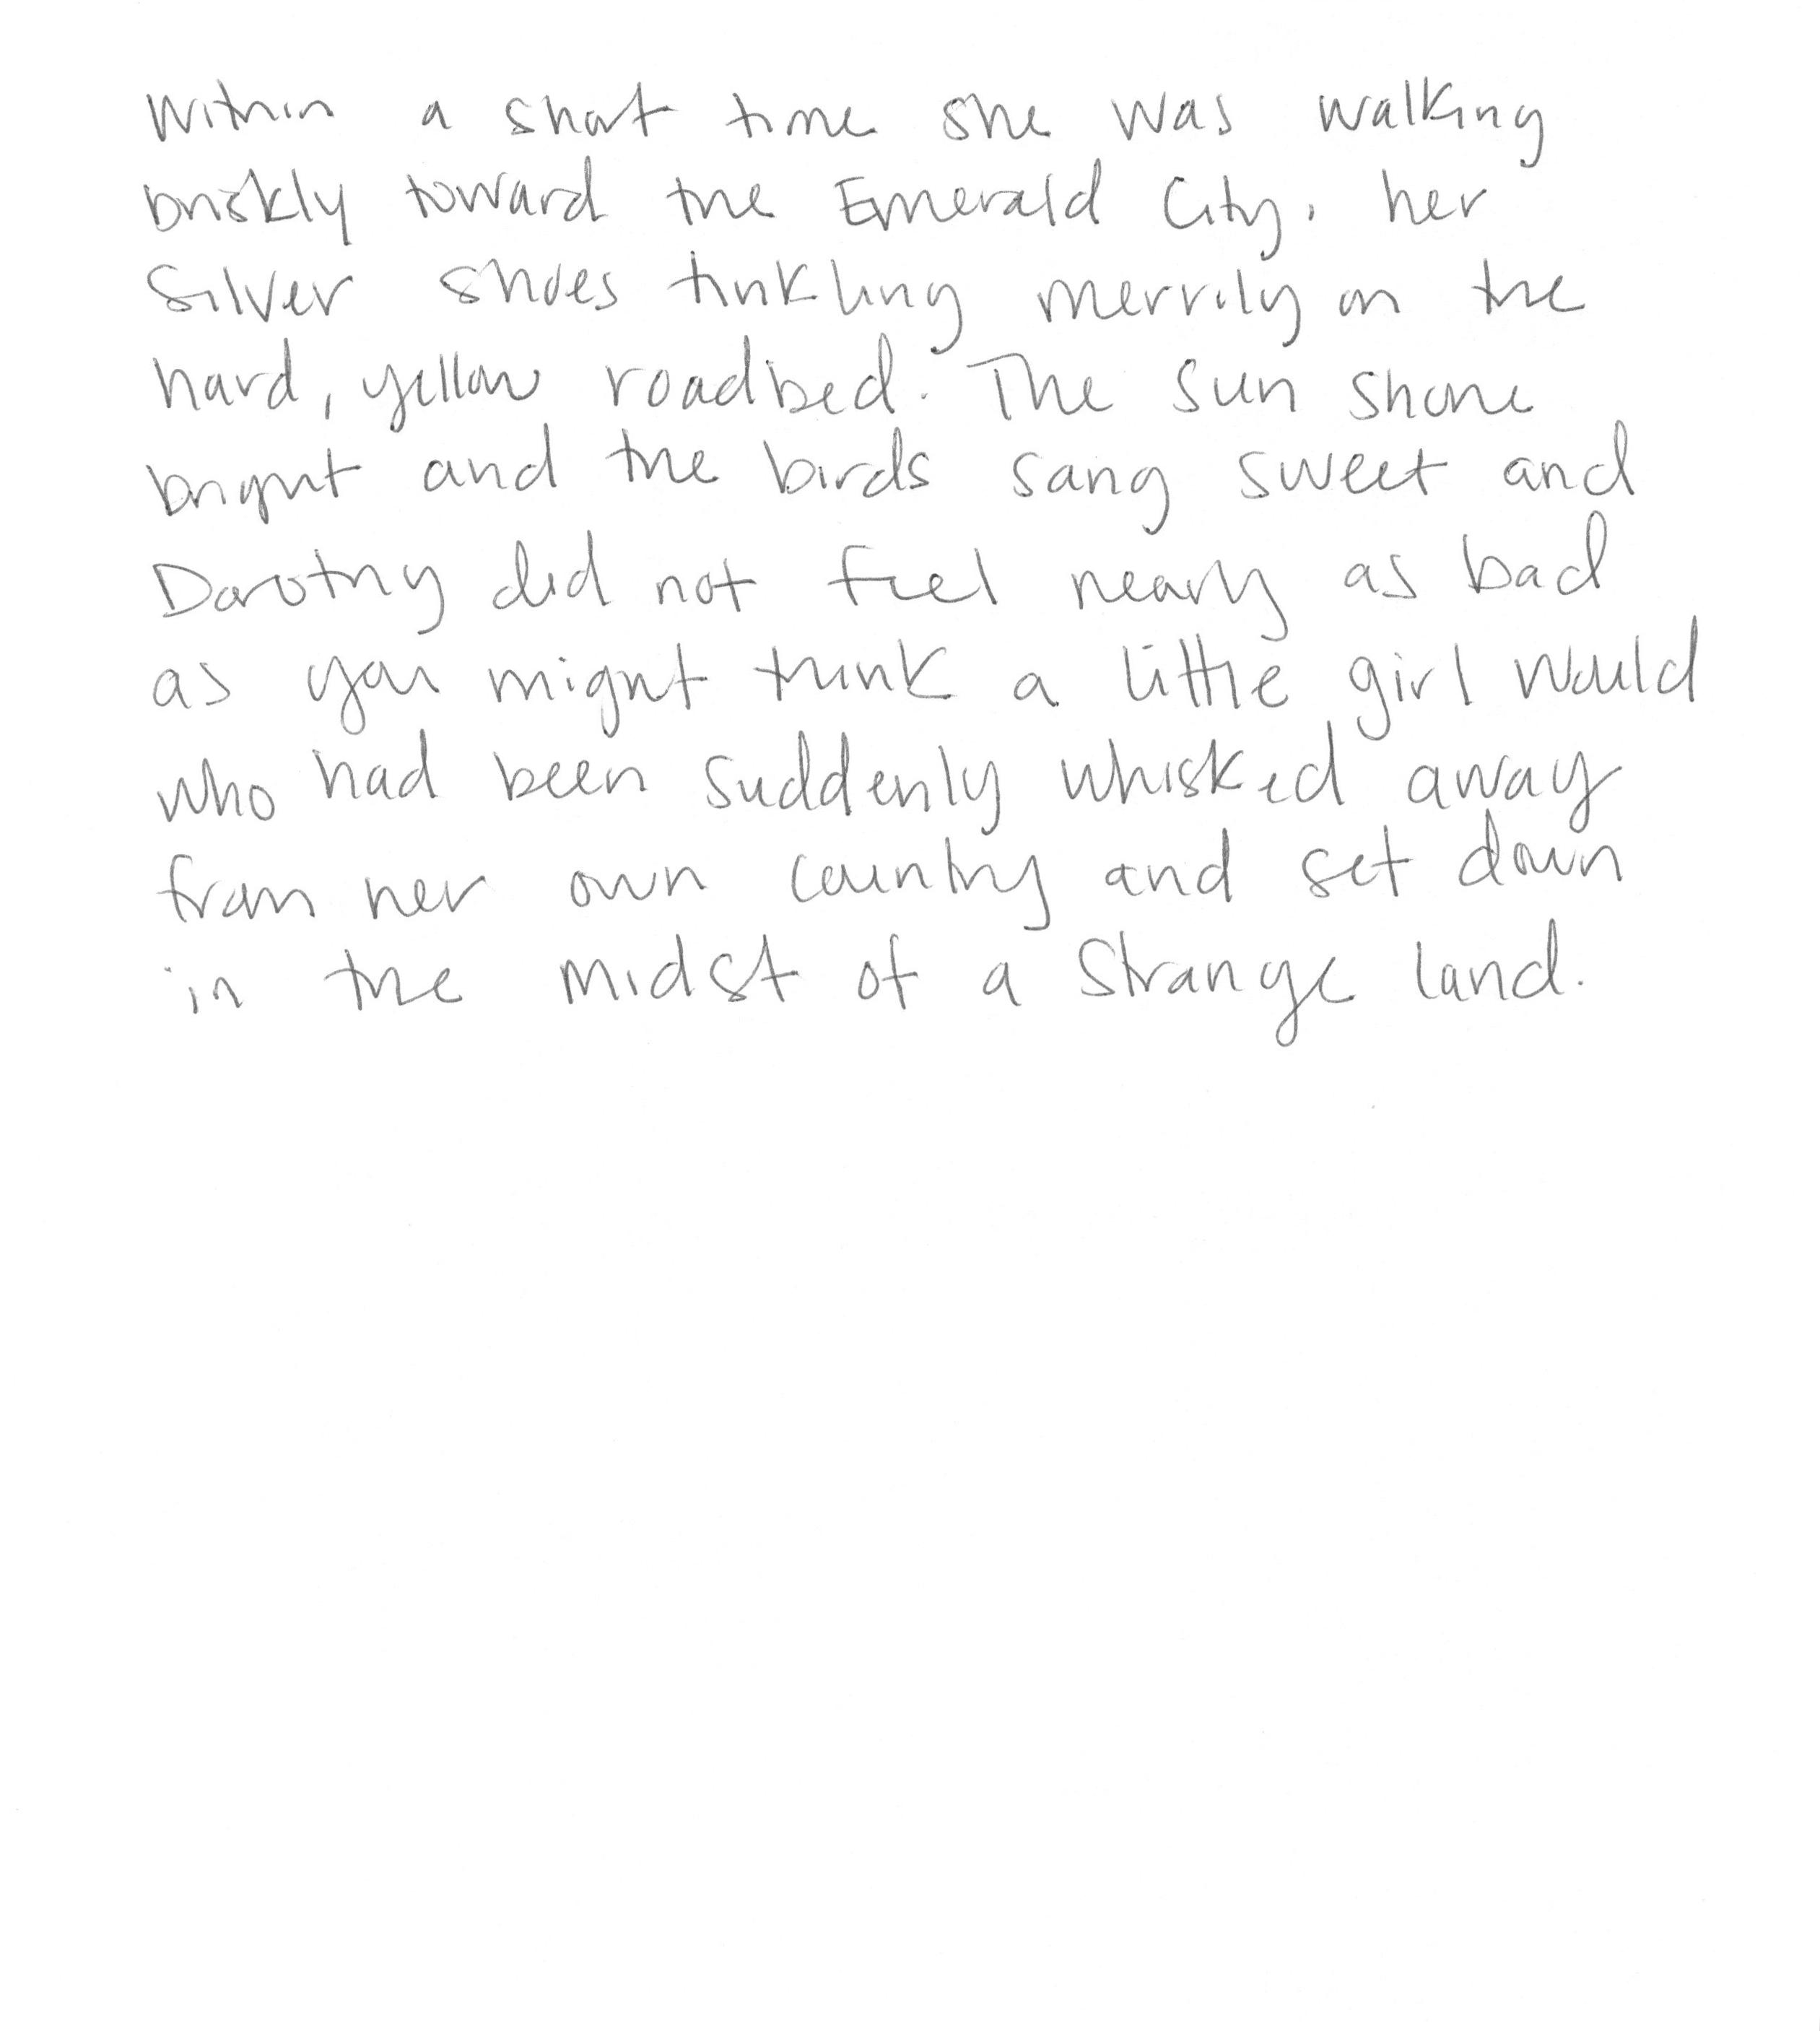 Within a short time she was walking
briskly toward the Emerald City, her
Silver Shoes tinkling merrily on the
hard, yellow roadbed. The sun shone
bright and the birds sang sweet and
Dorothy did not feel nearly as bad
as you might think a little girl would
who had been suddenly whisked away
from her own country and set down
in the midst of a strange land.